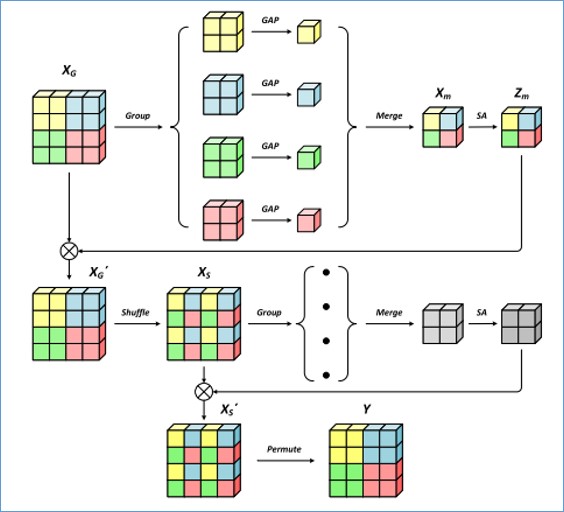 GAP
X_G
GAP
X_m
Z_m
Group
Merge
SA
GAP
GAP
X_G′
X_S
Shuffle
Group
Merge
SA
X_S′
Y
Permute